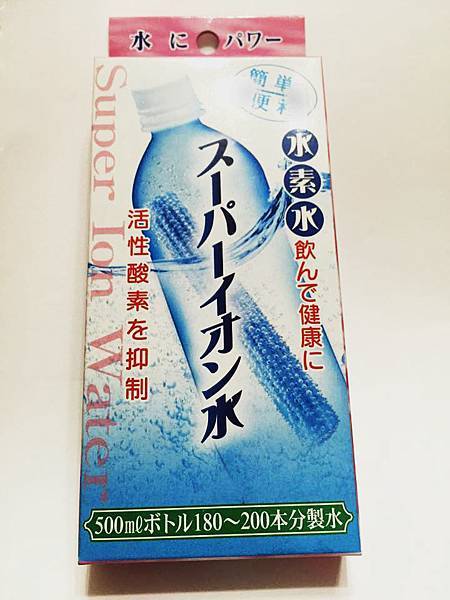 水にパワー
簡単
便利
水素水
飲んで健康に
スーパーイオン水
活性酸素を抑制
Super Ion Water
500mlボトル180〜200本分製水